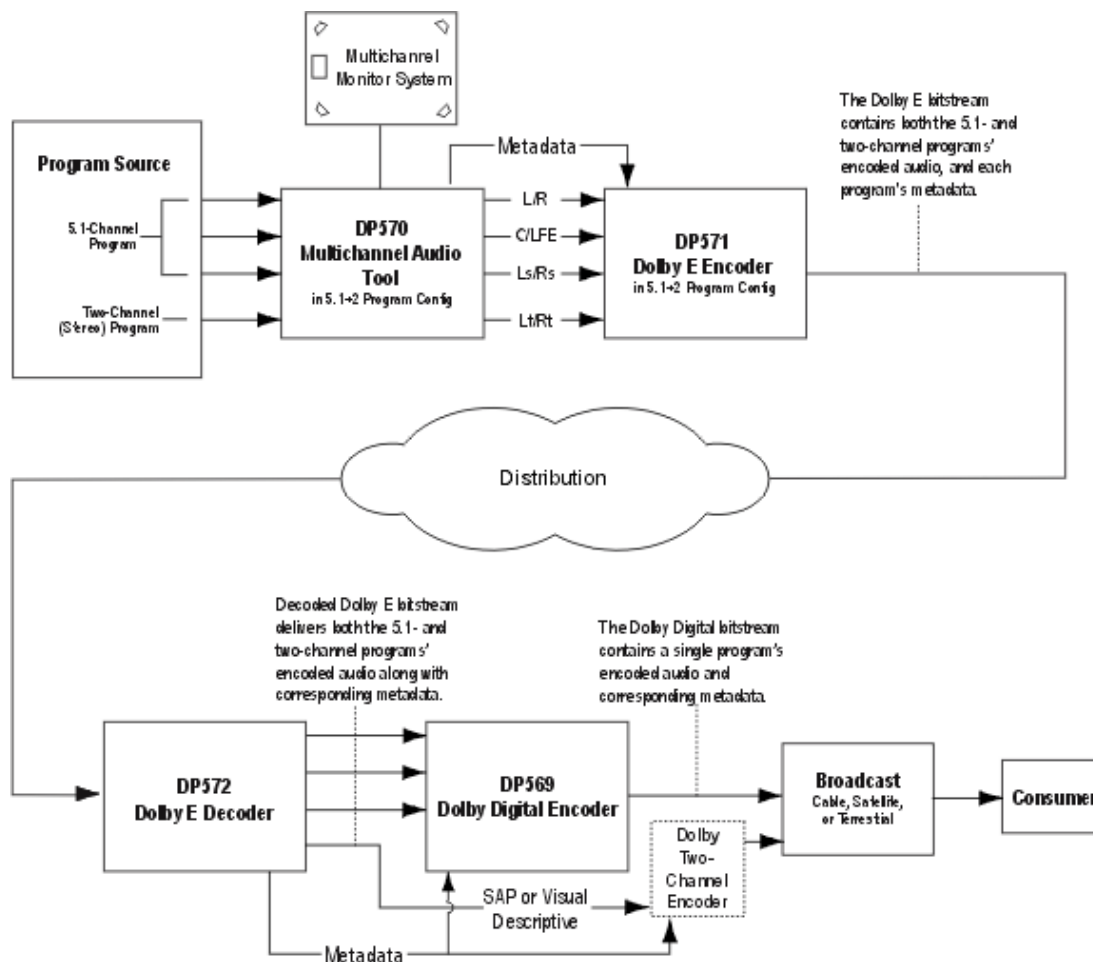 Multichannel
Monitor System
The Dolby E bitstream
contains both the 5.1- and
two-channel programs'
encoded audio, and each
program's metadata.
Program Source
5.1-Channel
Program
Two-Channel
(Stereo) Program
Metadata
DP570
Multichannel Audio
Tool
in 5.1+2 Program Config
L/R
C/LFE
Ls/Rs
Lt/Rt
DP571
Dolby E Encoder
in 5.1+2 Program Config
Distribution
Decoded Dolby E bitstream
delivers both the 5.1- and
two-channel programs'
encoded audio along with
corresponding metadata.
The Dolby Digital bitstream
contains a single program's
encoded audio and
corresponding metadata.
DP572
Dolby E Decoder
DP569
Dolby Digital Encoder
Broadcast
Cable, Satellite,
or Terrestrial
Consumer
Dolby
Two-
Channel
Encoder
SAP or Visual
Descriptive
Metadata